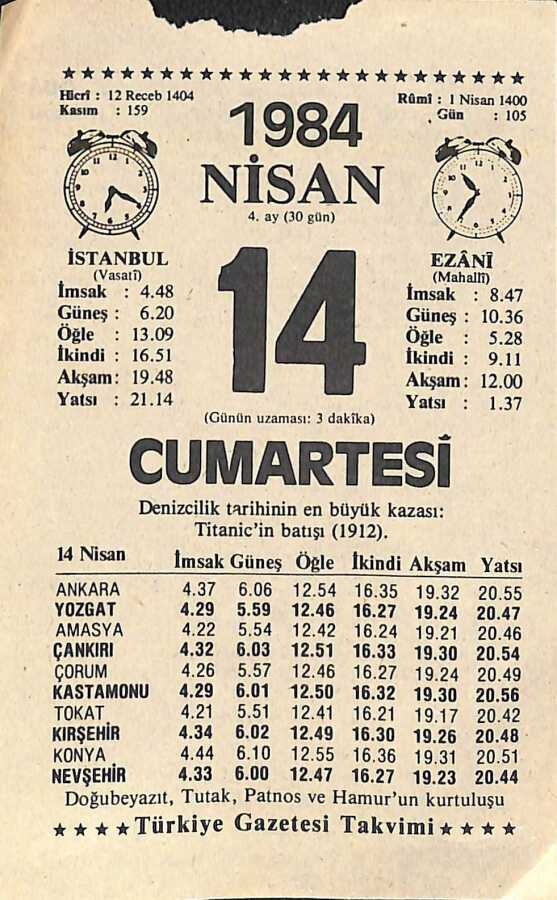 ★★★★★★★★★★★★★★★★★★★★★★★★
Hicrî : 12 Receb 1404
Kasım : 159
Rûmî : 1 Nisan 1400
Gün : 105
1984
NİSAN
4. ay (30 gün)
14
(Günün uzaması: 3 dakîka)
İSTANBUL
(Vasatî)
İmsak : 4.48
Güneş : 6.20
Öğle : 13.09
İkindi : 16.51
Akşam : 19.48
Yatsı : 21.14
EZÂNÎ
(Mahallî)
İmsak : 8.47
Güneş : 10.36
Öğle : 5.28
İkindi : 9.11
Akşam : 12.00
Yatsı : 1.37
CUMARTESİ
Denizcilik tarihinin en büyük kazası:
Titanic'in batışı (1912).
14 Nisan İmsak Güneş Öğle İkindi Akşam Yatsı
ANKARA 4.37 6.06 12.54 16.35 19.32 20.55
YOZGAT 4.29 5.59 12.46 16.27 19.24 20.47
AMASYA 4.22 5.54 12.42 16.24 19.21 20.46
ÇANKIRI 4.32 6.03 12.51 16.33 19.30 20.54
ÇORUM 4.26 5.57 12.46 16.27 19.24 20.49
KASTAMONU 4.29 6.01 12.50 16.32 19.30 20.56
TOKAT 4.21 5.51 12.41 16.21 19.17 20.42
KIRŞEHİR 4.34 6.02 12.49 16.30 19.26 20.48
KONYA 4.44 6.10 12.55 16.36 19.31 20.51
NEVŞEHİR 4.33 6.00 12.47 16.27 19.23 20.44
Doğubeyazıt, Tutak, Patnos ve Hamur'un kurtuluşu
★★★★Türkiye Gazetesi Takvimi★★★★